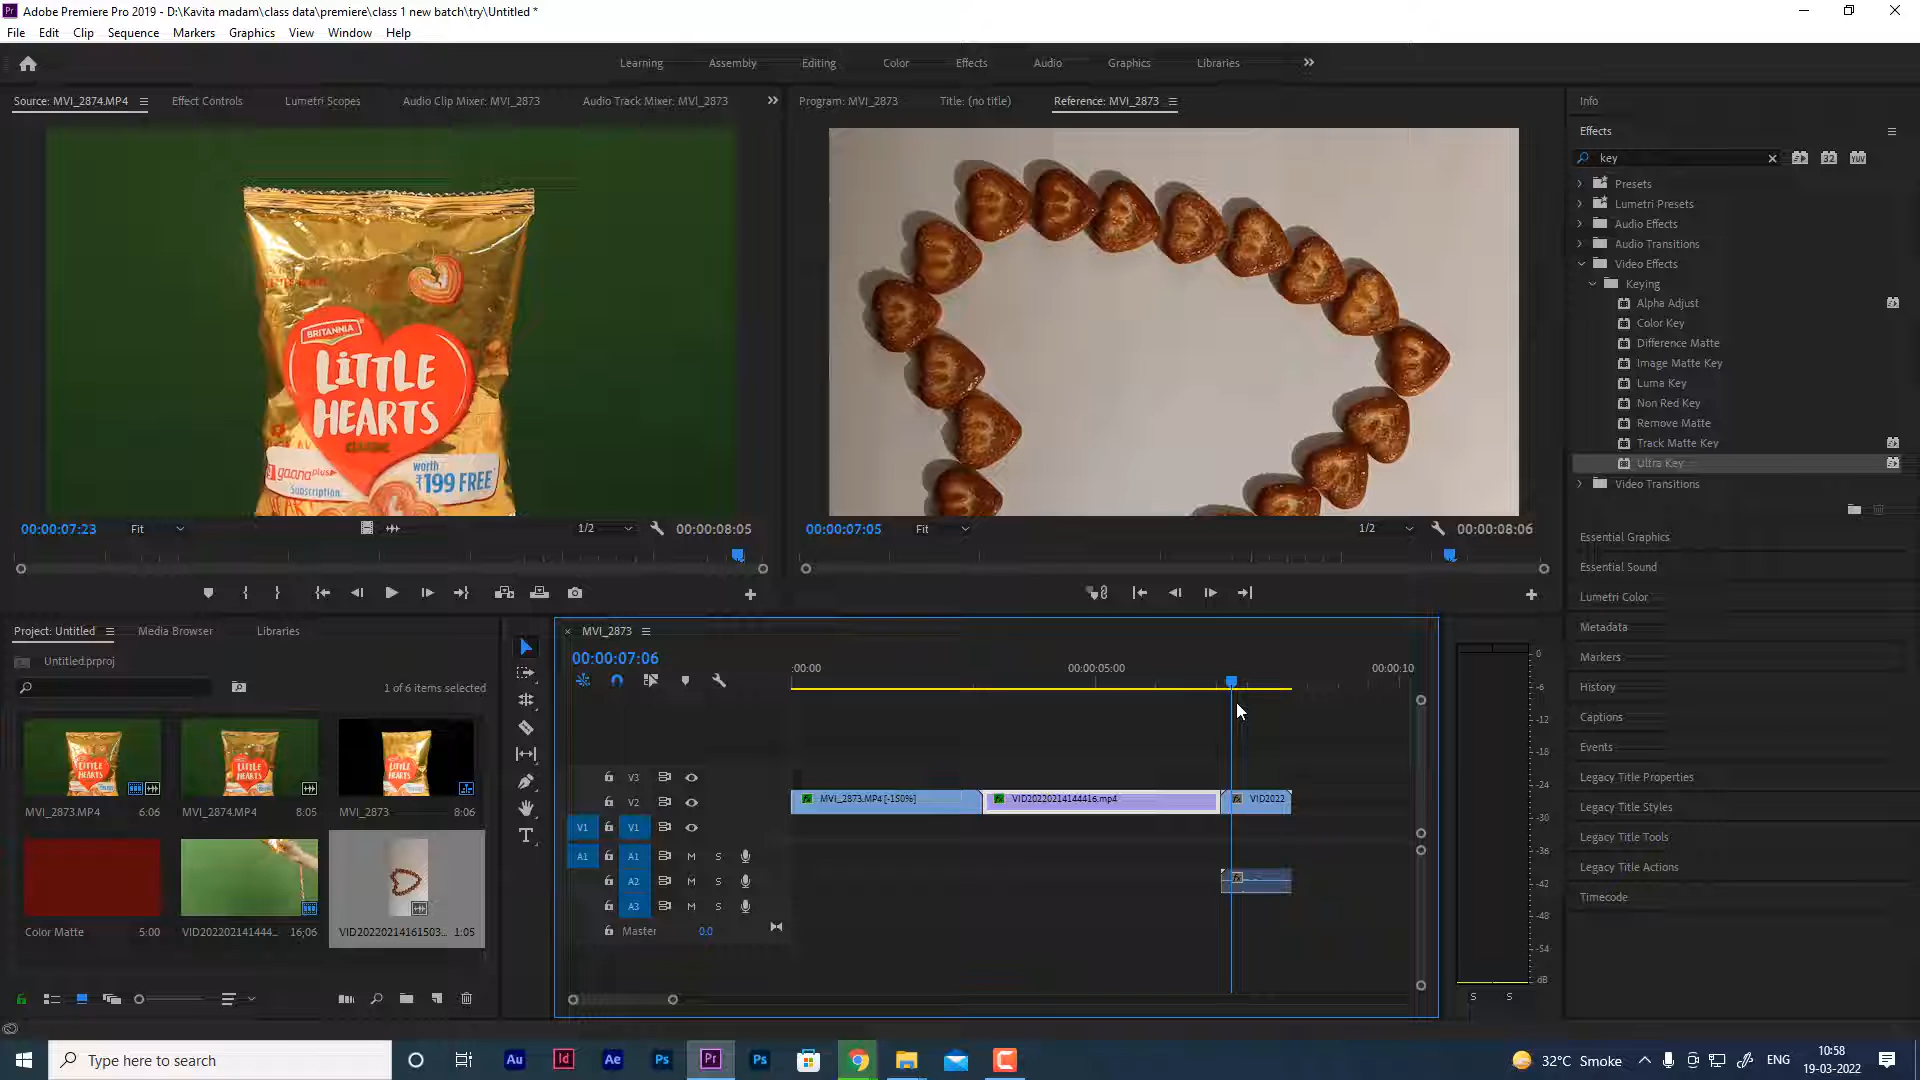 Adobe Premiere Pro 2019 - D:\Kavita madam\class data\premiere\class 1 new batch\try\Untitled *
File Edit Clip Sequence Markers Graphics View Window Help
Learning Assembly Editing Color Effects Audio Graphics Libraries
Source: MVI_2874.MP4 Effect Controls Lumetri Scopes Audio Clip Mixer: MVI_2873 Audio Track Mixer: MVI_2873
Program: MVI_2873 Title: (no title) Reference: MVI_2873
Info
Effects
key
32 YUV
Presets
Lumetri Presets
Audio Effects
Audio Transitions
Video Effects
Keying
Alpha Adjust
Color Key
Difference Matte
Image Matte Key
Luma Key
Non Red Key
Remove Matte
Track Matte Key
Ultra Key
Video Transitions
BRITANNIA
LiTTLE
HEARTS
CLASSIC
gaana plus
Subscription
worth
₹199 FREE
00:00:07:23 Fit 1/2 00:00:08:05
00:00:07:05 Fit 1/2 00:00:08:06
Essential Graphics
Essential Sound
Lumetri Color
Metadata
Markers
History
Captions
Events
Legacy Title Properties
Legacy Title Styles
Legacy Title Tools
Legacy Title Actions
Timecode
Project: Untitled Media Browser Libraries
Untitled.prproj
1 of 6 items selected
MVI_2873.MP4 6:06
MVI_2874.MP4 8:05
MVI_2873 8:06
Color Matte 5:00
VID202202141444... 16;06
VID20220214161503... 1:05
MVI_2873
00:00:07:06
:00:00 00:00:05:00 00:00:10
V3
V2
V1 V1
A1 A1 M S
A2 M S
A3 M S
Master 0.0
MVI_2873.MP4 [-150%]
VID20220214144416.mp4
VID2022
0
-6
-12
-18
-24
-30
-36
-42
-48
-54
dB
S S
Type here to search
Au Id Ae Ps Pr Ps
32°C Smoke
ENG
10:58
19-03-2022